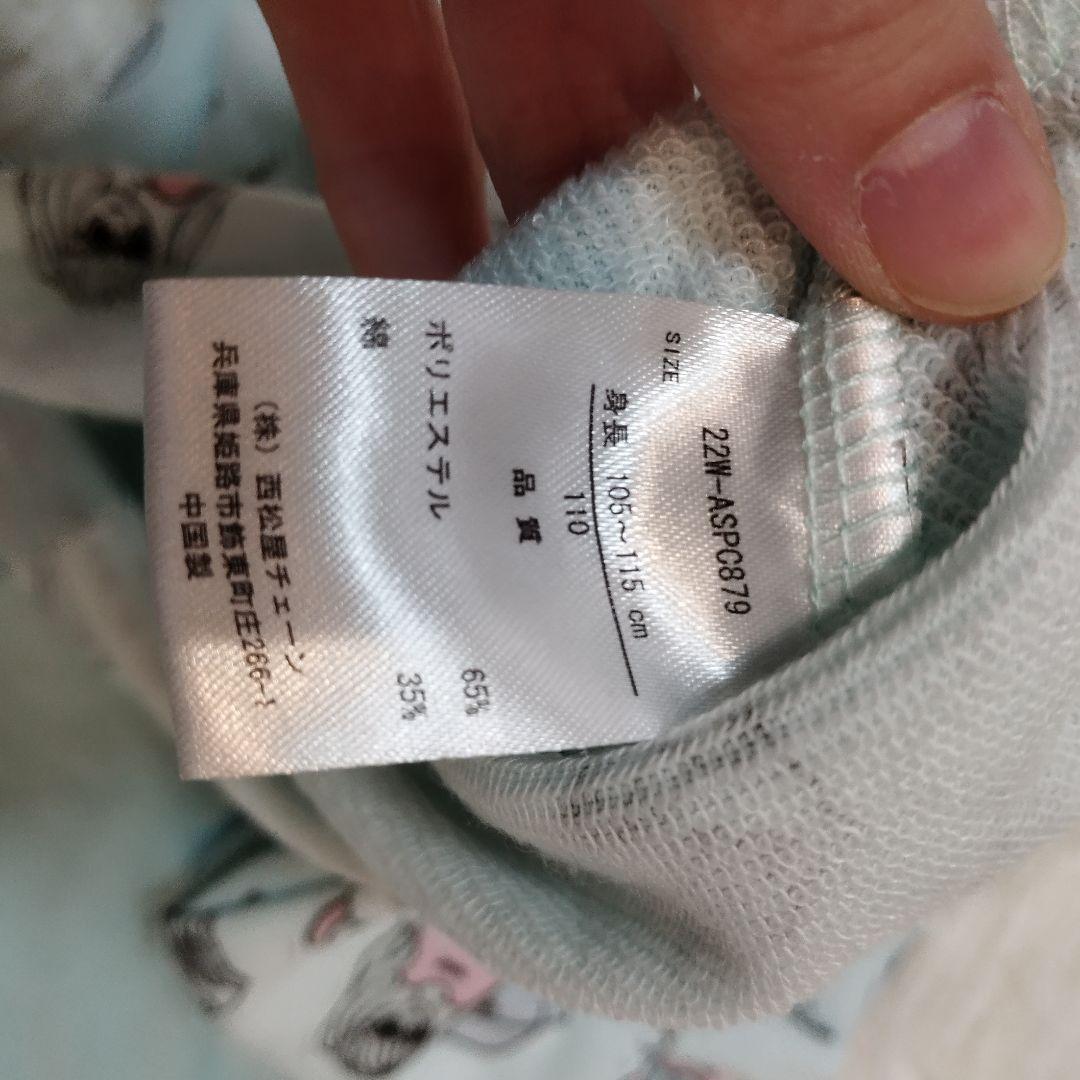 22W-ASPC879
SIZE
身長 105～115 cm
110
品質
ポリエステル 65%
綿 35%
(株) 西松屋チェーン
兵庫県姫路市飾東町庄266-1
中国製